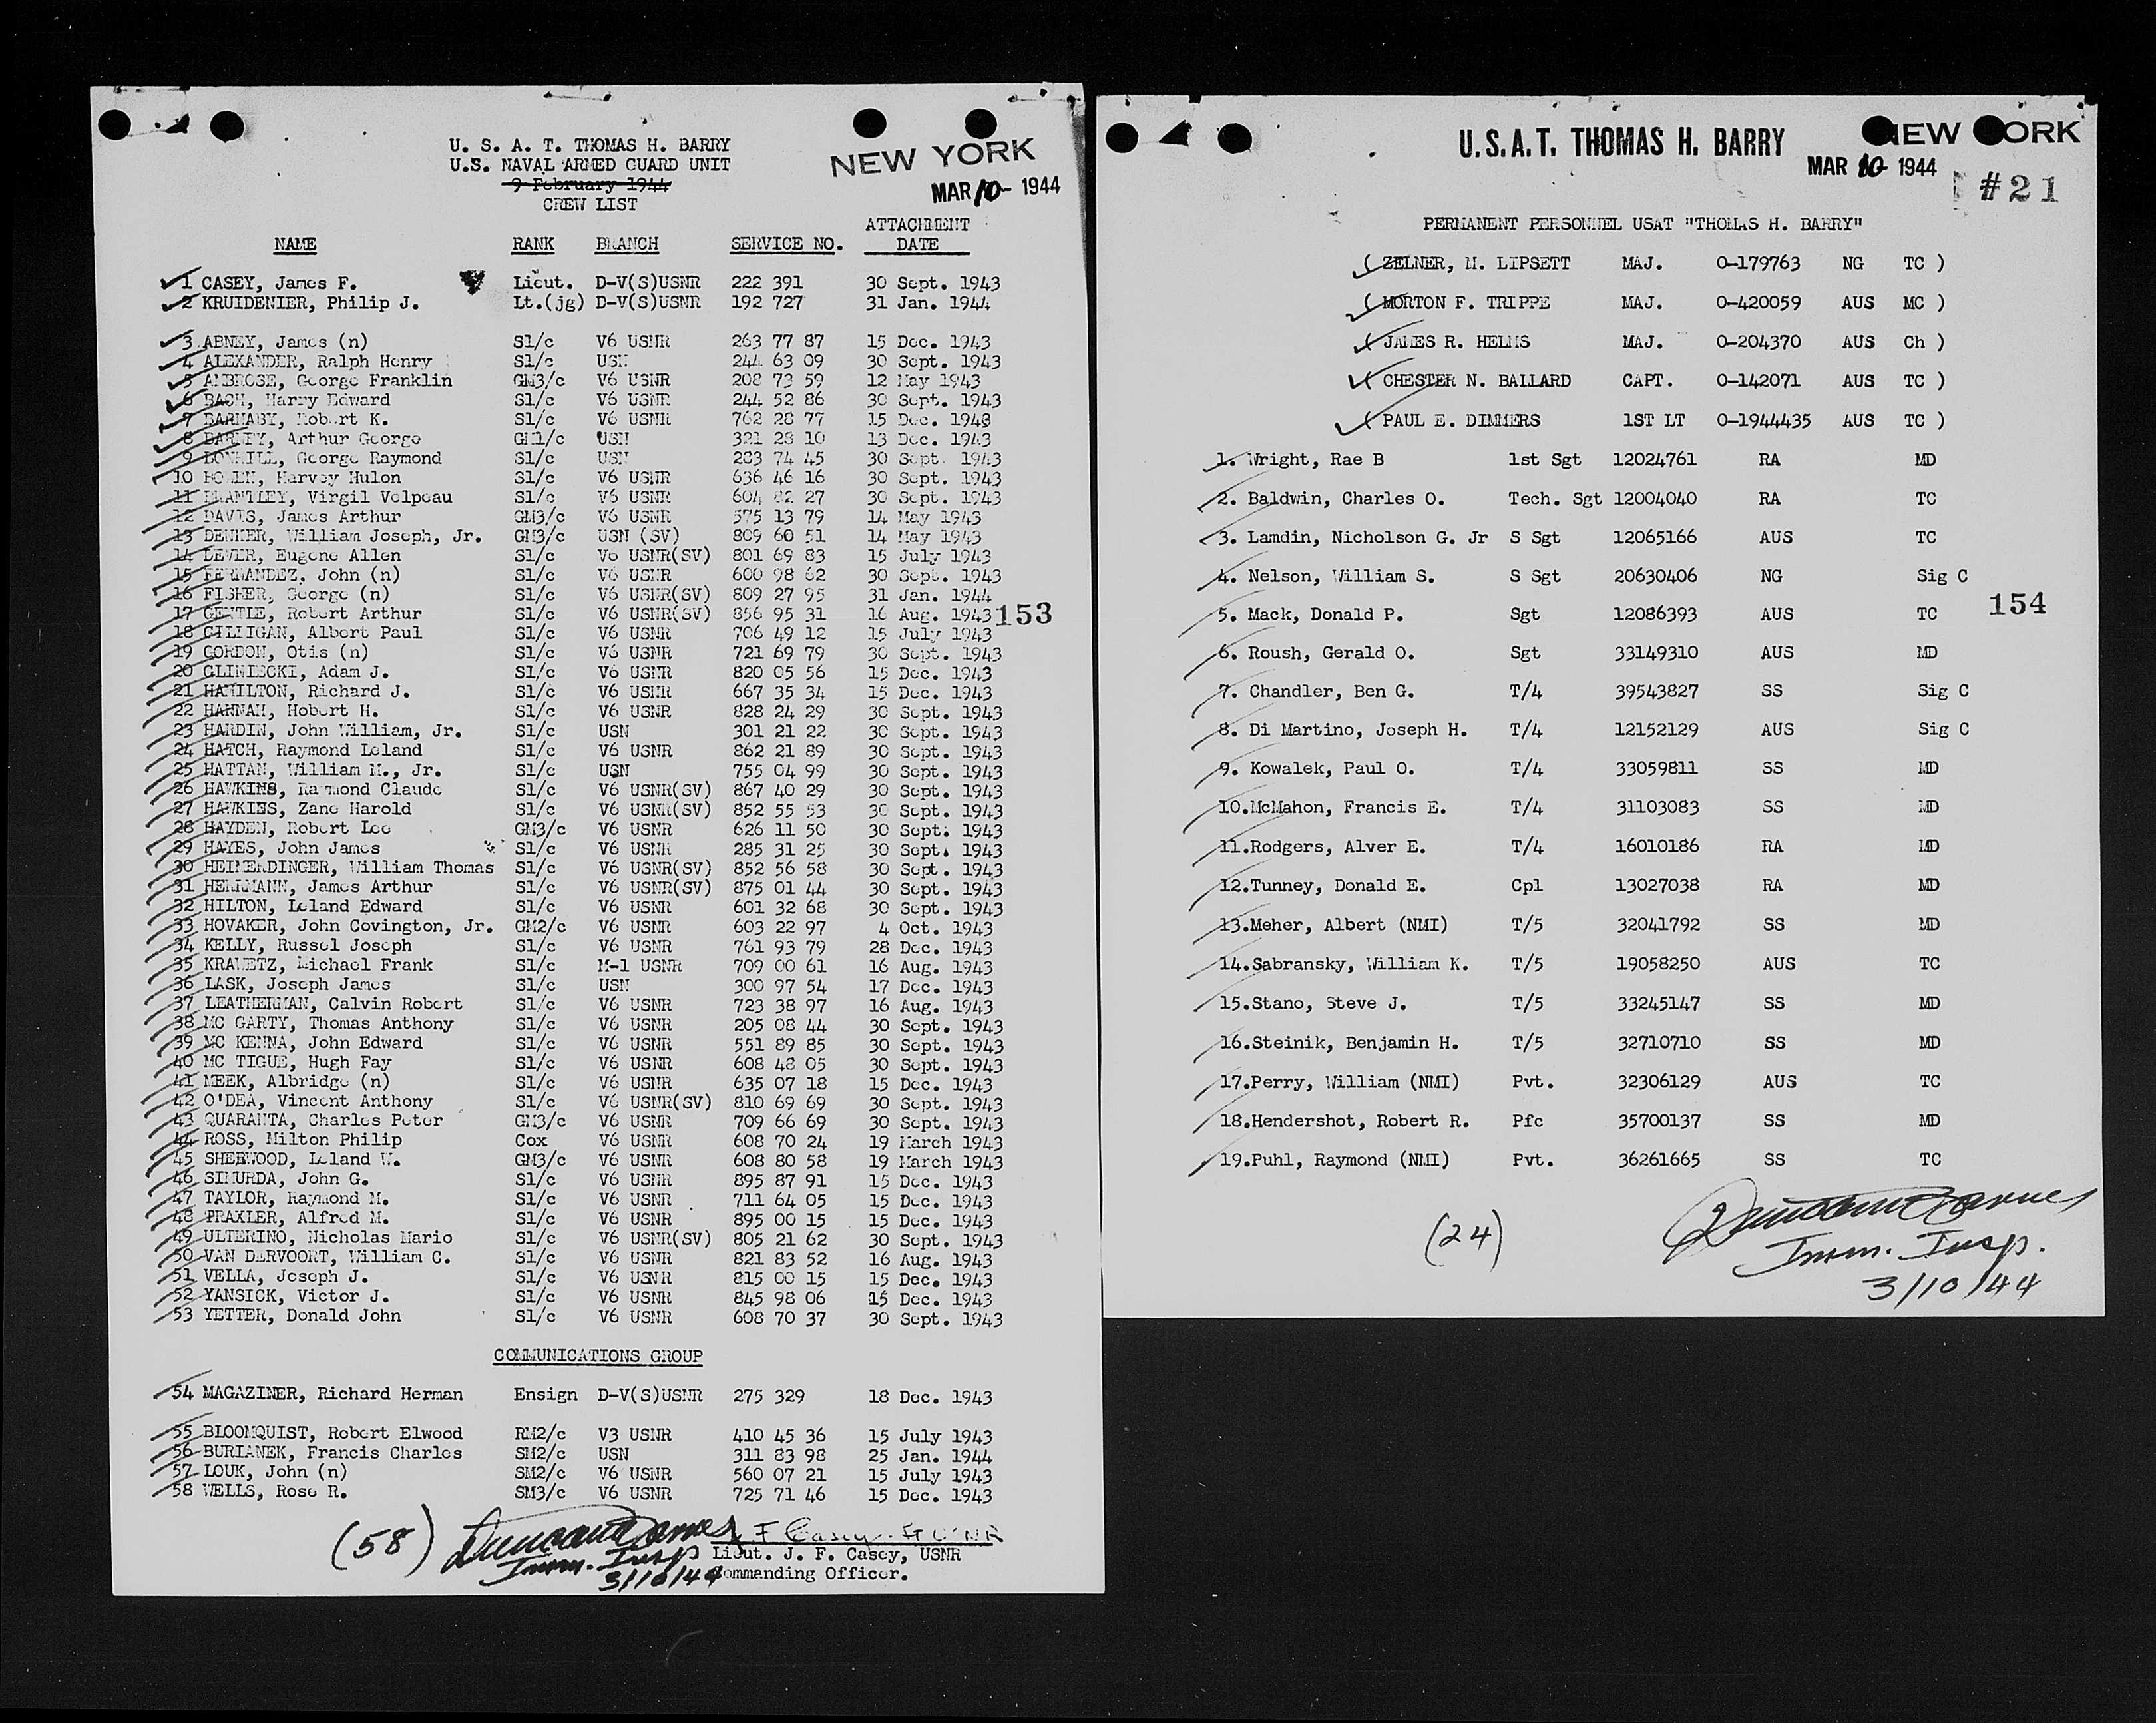 U. S. A. T. THOMAS H. BARRY
U.S. NAVAL ARMED GUARD UNIT
9 February 1944
CREW LIST
NEW YORK
MAR 10 1944
NAME RANK BRANCH SERVICE NO. ATTACHMENT DATE
1 CASEY, James F. Lieut. D-V(S)USNR 222 391 30 Sept. 1943
2 KRUIDENIER, Philip J. Lt.(jg) D-V(S)USNR 192 727 31 Jan. 1944
3 ABNEY, James (n) S1/c V6 USNR 263 77 87 15 Dec. 1943
4 ALEXANDER, Ralph Henry S1/c USN 244 63 09 30 Sept. 1943
5 AMBROSE, George Franklin GM3/c V6 USNR 208 73 59 12 May 1943
6 BACH, Harry Edward S1/c V6 USNR 244 52 86 30 Sept. 1943
7 BARNABY, Robert K. S1/c V6 USNR 762 28 77 15 Dec. 1943
8 Arthur George GM1/c USN 321 28 10 13 Dec. 1943
9 George Raymond S1/c USN 283 74 45 30 Sept. 1943
10 Harvey Hulon S1/c V6 USNR 636 46 16 30 Sept. 1943
11 BRANTLEY, Virgil Velpeau S1/c V6 USNR 604 82 27 30 Sept. 1943
12 DAVIS, James Arthur GM3/c V6 USNR 575 13 79 14 May 1943
13 DENKER, William Joseph, Jr. GM3/c USN (SV) 809 60 51 14 May 1943
14 DEVER, Eugene Allen S1/c V6 USNR(SV) 801 69 83 15 July 1943
15 FERNANDEZ, John (n) S1/c V6 USNR 600 98 62 30 Sept. 1943
16 FISHER, George (n) S1/c V6 USNR(SV) 809 27 95 31 Jan. 1944
17 GENTLE, Robert Arthur S1/c V6 USNR(SV) 856 95 31 16 Aug. 1943 153
18 GILLIGAN, Albert Paul S1/c V6 USNR 706 49 12 15 July 1943
19 GORDON, Otis (n) S1/c V6 USNR 721 69 79 30 Sept. 1943
20 GLINIECKI, Adam J. S1/c V6 USNR 820 05 56 15 Dec. 1943
21 HAMILTON, Richard J. S1/c V6 USNR 667 35 34 15 Dec. 1943
22 HANNAH, Hobert H. S1/c V6 USNR 828 24 29 30 Sept. 1943
23 HARDIN, John William, Jr. S1/c USN 301 21 22 30 Sept. 1943
24 HATCH, Raymond Leland S1/c V6 USNR 862 21 89 30 Sept. 1943
25 HATTAN, William M., Jr. S1/c USN 755 04 99 30 Sept. 1943
26 HAWKINS, Raymond Claude S1/c V6 USNR(SV) 867 40 29 30 Sept. 1943
27 HAWKIES, Zane Harold S1/c V6 USNR(SV) 852 55 53 30 Sept. 1943
28 HAYDEN, Robert Lee GM3/c V6 USNR 626 11 50 30 Sept. 1943
29 HAYES, John James S1/c V6 USNR 285 31 25 30 Sept. 1943
30 HEIMERDINGER, William Thomas S1/c V6 USNR(SV) 852 56 58 30 Sept. 1943
31 HERRMANN, James Arthur S1/c V6 USNR(SV) 875 01 44 30 Sept. 1943
32 HILTON, Leland Edward S1/c V6 USNR 601 32 68 30 Sept. 1943
33 HOVAKER, John Covington, Jr. GM2/c V6 USNR 603 22 97 4 Oct. 1943
34 KELLY, Russel Joseph S1/c V6 USNR 761 93 79 28 Dec. 1943
35 KRAVETZ, Michael Frank S1/c M-1 USNR 709 00 61 16 Aug. 1943
36 LASK, Joseph James S1/c USN 300 97 54 17 Dec. 1943
37 LEATHERMAN, Calvin Robert S1/c V6 USNR 723 38 97 16 Aug. 1943
38 MC GARTY, Thomas Anthony S1/c V6 USNR 205 08 44 30 Sept. 1943
39 MC KENNA, John Edward S1/c V6 USNR 551 89 85 30 Sept. 1943
40 MC TIGUE, Hugh Fay S1/c V6 USNR 608 48 05 30 Sept. 1943
41 MEEK, Albridge (n) S1/c V6 USNR 635 07 18 15 Dec. 1943
42 O'DEA, Vincent Anthony S1/c V6 USNR(SV) 810 69 69 30 Sept. 1943
43 QUARANTA, Charles Peter GM3/c V6 USNR 709 66 69 30 Sept. 1943
44 ROSS, Milton Philip Cox V6 USNR 608 70 24 19 March 1943
45 SHERWOOD, Leland W. GM3/c V6 USNR 608 80 58 19 March 1943
46 SIMURDA, John G. S1/c V6 USNR 895 87 91 15 Dec. 1943
47 TAYLOR, Raymond M. S1/c V6 USNR 711 64 05 15 Dec. 1943
48 TRAXLER, Alfred M. S1/c V6 USNR 895 00 15 15 Dec. 1943
49 ULTERINO, Nicholas Mario S1/c V6 USNR(SV) 805 21 62 30 Sept. 1943
50 VAN DERVOORT, William C. S1/c V6 USNR 821 83 52 16 Aug. 1943
51 VELLA, Joseph J. S1/c V6 USNR 815 00 15 15 Dec. 1943
52 YANSICK, Victor J. S1/c V6 USNR 845 98 06 15 Dec. 1943
53 YETTER, Donald John S1/c V6 USNR 608 70 37 30 Sept. 1943
COMMUNICATIONS GROUP
54 MAGAZINER, Richard Herman Ensign D-V(S)USNR 275 329 18 Dec. 1943
55 BLOOMQUIST, Robert Elwood RM2/c V3 USNR 410 45 36 15 July 1943
56 BURIANEK, Francis Charles SM2/c USN 311 83 98 25 Jan. 1944
57 LOUK, John (n) SM2/c V6 USNR 560 07 21 15 July 1943
58 WELLS, Rose R. SM3/c V6 USNR 725 71 46 15 Dec. 1943
(58)
Imm. Insp
3/10/44
Lieut. J. F. Casey, USNR
Commanding Officer.
U.S.A.T. THOMAS H. BARRY
NEW YORK
MAR 10 1944
#21
PERMANENT PERSONNEL USAT "THOMAS H. BARRY"
( ZELNER, M. LIPSETT MAJ. O-179763 NG TC )
( MORTON F. TRIPPE MAJ. O-420059 AUS MC )
( JAMES R. HELMS MAJ. O-204370 AUS Ch )
( CHESTER N. BALLARD CAPT. O-142071 AUS TC )
( PAUL E. DIMMERS 1ST LT O-1944435 AUS TC )
1. Wright, Rae B 1st Sgt 12024761 RA MD
2. Baldwin, Charles O. Tech. Sgt 12004040 RA TC
3. Lamdin, Nicholson G. Jr S Sgt 12065166 AUS TC
4. Nelson, William S. S Sgt 20630406 NG Sig C
154
5. Mack, Donald P. Sgt 12086393 AUS TC
6. Roush, Gerald O. Sgt 33149310 AUS MD
7. Chandler, Ben G. T/4 39543827 SS Sig C
8. Di Martino, Joseph H. T/4 12152129 AUS Sig C
9. Kowalek, Paul O. T/4 33059811 SS MD
10.McMahon, Francis E. T/4 31103083 SS MD
11.Rodgers, Alver E. T/4 16010186 RA MD
12.Tunney, Donald E. Cpl 13027038 RA MD
13.Meher, Albert (NMI) T/5 32041792 SS MD
14.Sabransky, William K. T/5 19058250 AUS TC
15.Stano, Steve J. T/5 33245147 SS MD
16.Steinik, Benjamin H. T/5 32710710 SS MD
17.Perry, William (NMI) Pvt. 32306129 AUS TC
18.Hendershot, Robert R. Pfc 35700137 SS MD
19.Puhl, Raymond (NMI) Pvt. 36261665 SS TC
(24)
Imm. Insp.
3/10/44